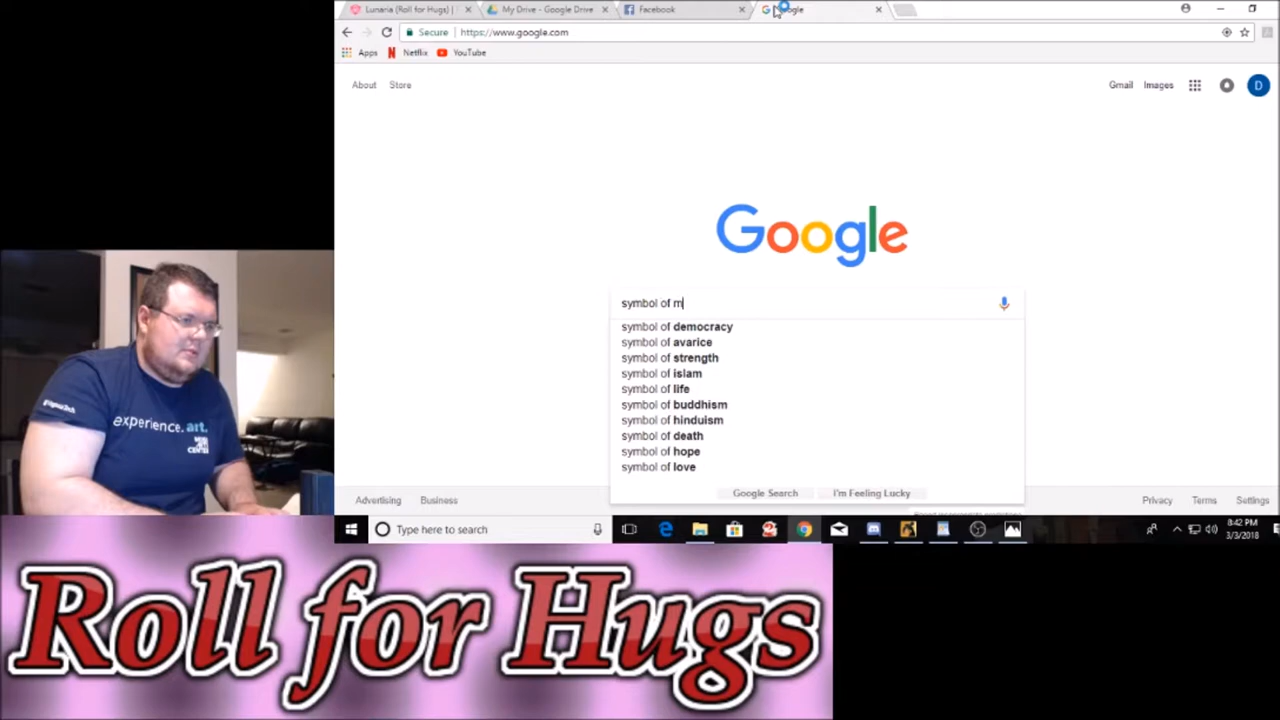 Lunaria (Roll for Hugs) |
My Drive - Google Drive
Facebook
Google
Secure https://www.google.com
Apps Netflix YouTube
About Store
Gmail Images
D
Google
symbol of m
symbol of democracy
symbol of avarice
symbol of strength
symbol of islam
symbol of life
symbol of buddhism
symbol of hinduism
symbol of death
symbol of hope
symbol of love
Google Search I'm Feeling Lucky
Advertising Business
Privacy Terms Settings
Type here to search
8:42 PM
3/3/2018
experience.art.
CENTER
Roll for Hugs